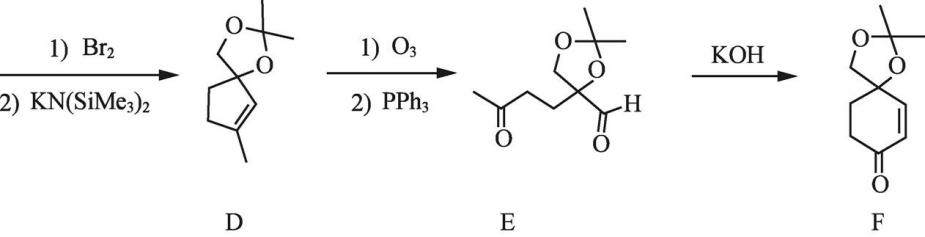 1) Br2
2) KN(SiMe3)2
O
O
D
1) O3
2) PPh3
O
O
H
O
O
E
KOH
O
O
O
F